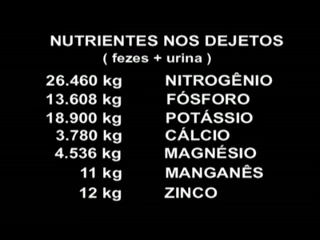 NUTRIENTES NOS DEJETOS
( fezes + urina )
26.460 kg NITROGÊNIO
13.608 kg FÓSFORO
18.900 kg POTÁSSIO
3.780 kg CÁLCIO
4.536 kg MAGNÉSIO
11 kg MANGANÊS
12 kg ZINCO